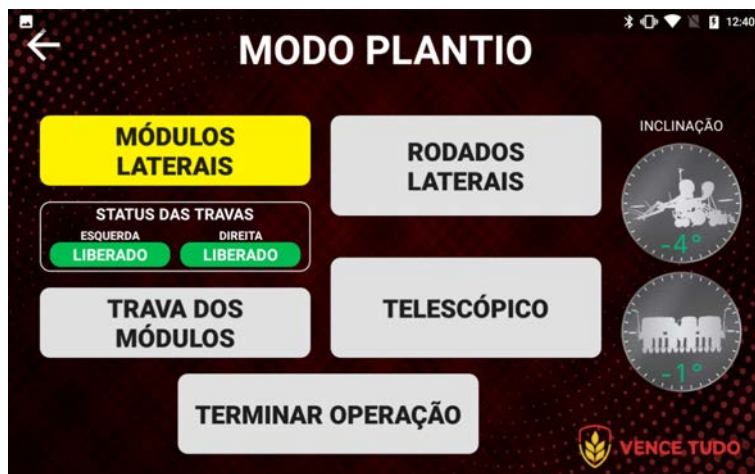 12:40
MODO PLANTIO
MÓDULOS
LATERAIS
STATUS DAS TRAVAS
ESQUERDA DIREITA
LIBERADO LIBERADO
TRAVA DOS
MÓDULOS
RODADOS
LATERAIS
TELESCÓPICO
TERMINAR OPERAÇÃO
INCLINAÇÃO
-4°
-1°
VENCE TUDO